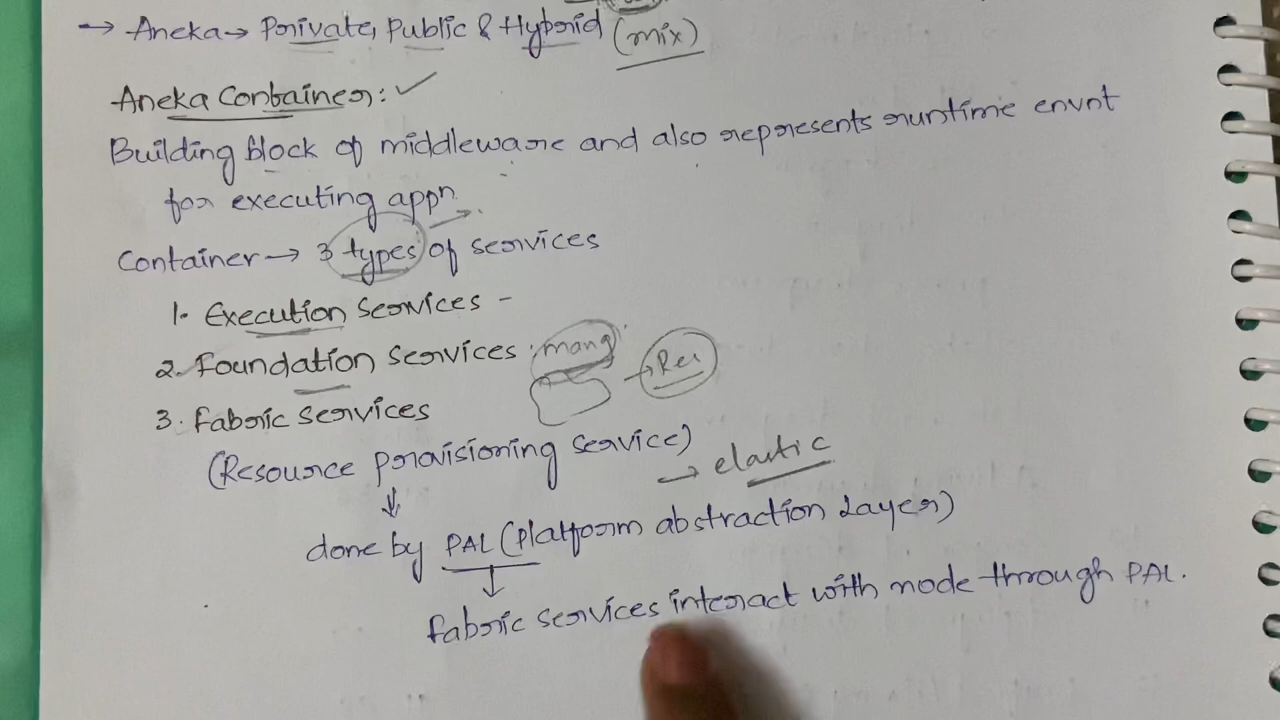 → Aneka → Private, Public & Hybrid (mix)
Aneka Container: ✓
Building block of middleware and also represents runtime envnt
for executing appn.
Container → 3 types of services
1. Execution services -
2. Foundation services mang
→ Res
3. Fabric services
(Resource provisioning service)
→ elastic
↓
done by PAL (Platform abstraction Layer)
↓
fabric services interact with node through PAL.